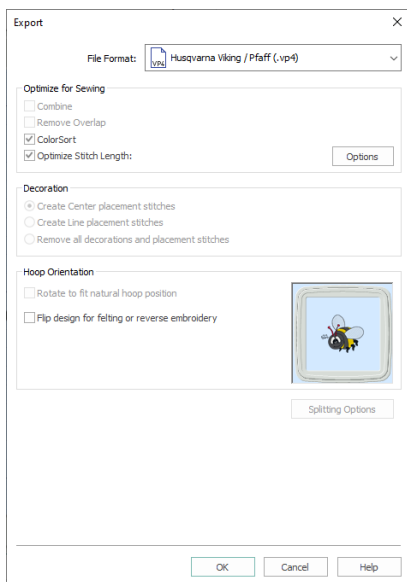 Export
File Format: VP4 Husqvarna Viking / Pfaff (.vp4)
Optimize for Sewing
Combine
Remove Overlap
ColorSort
Optimize Stitch Length:
Options
Decoration
Create Center placement stitches
Create Line placement stitches
Remove all decorations and placement stitches
Hoop Orientation
Rotate to fit natural hoop position
Flip design for felting or reverse embroidery
Splitting Options
OK Cancel Help